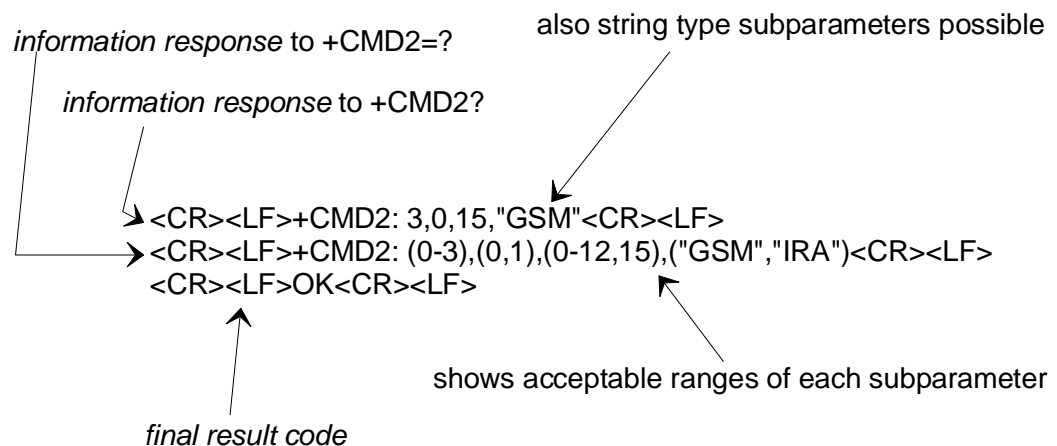 also string type subparameters possible
information response to +CMD2=?
information response to +CMD2?
<CR><LF>+CMD2: 3,0,15,"GSM"<CR><LF>
<CR><LF>+CMD2: (0-3),(0,1),(0-12,15),("GSM","IRA")<CR><LF>
<CR><LF>OK<CR><LF>
shows acceptable ranges of each subparameter
final result code